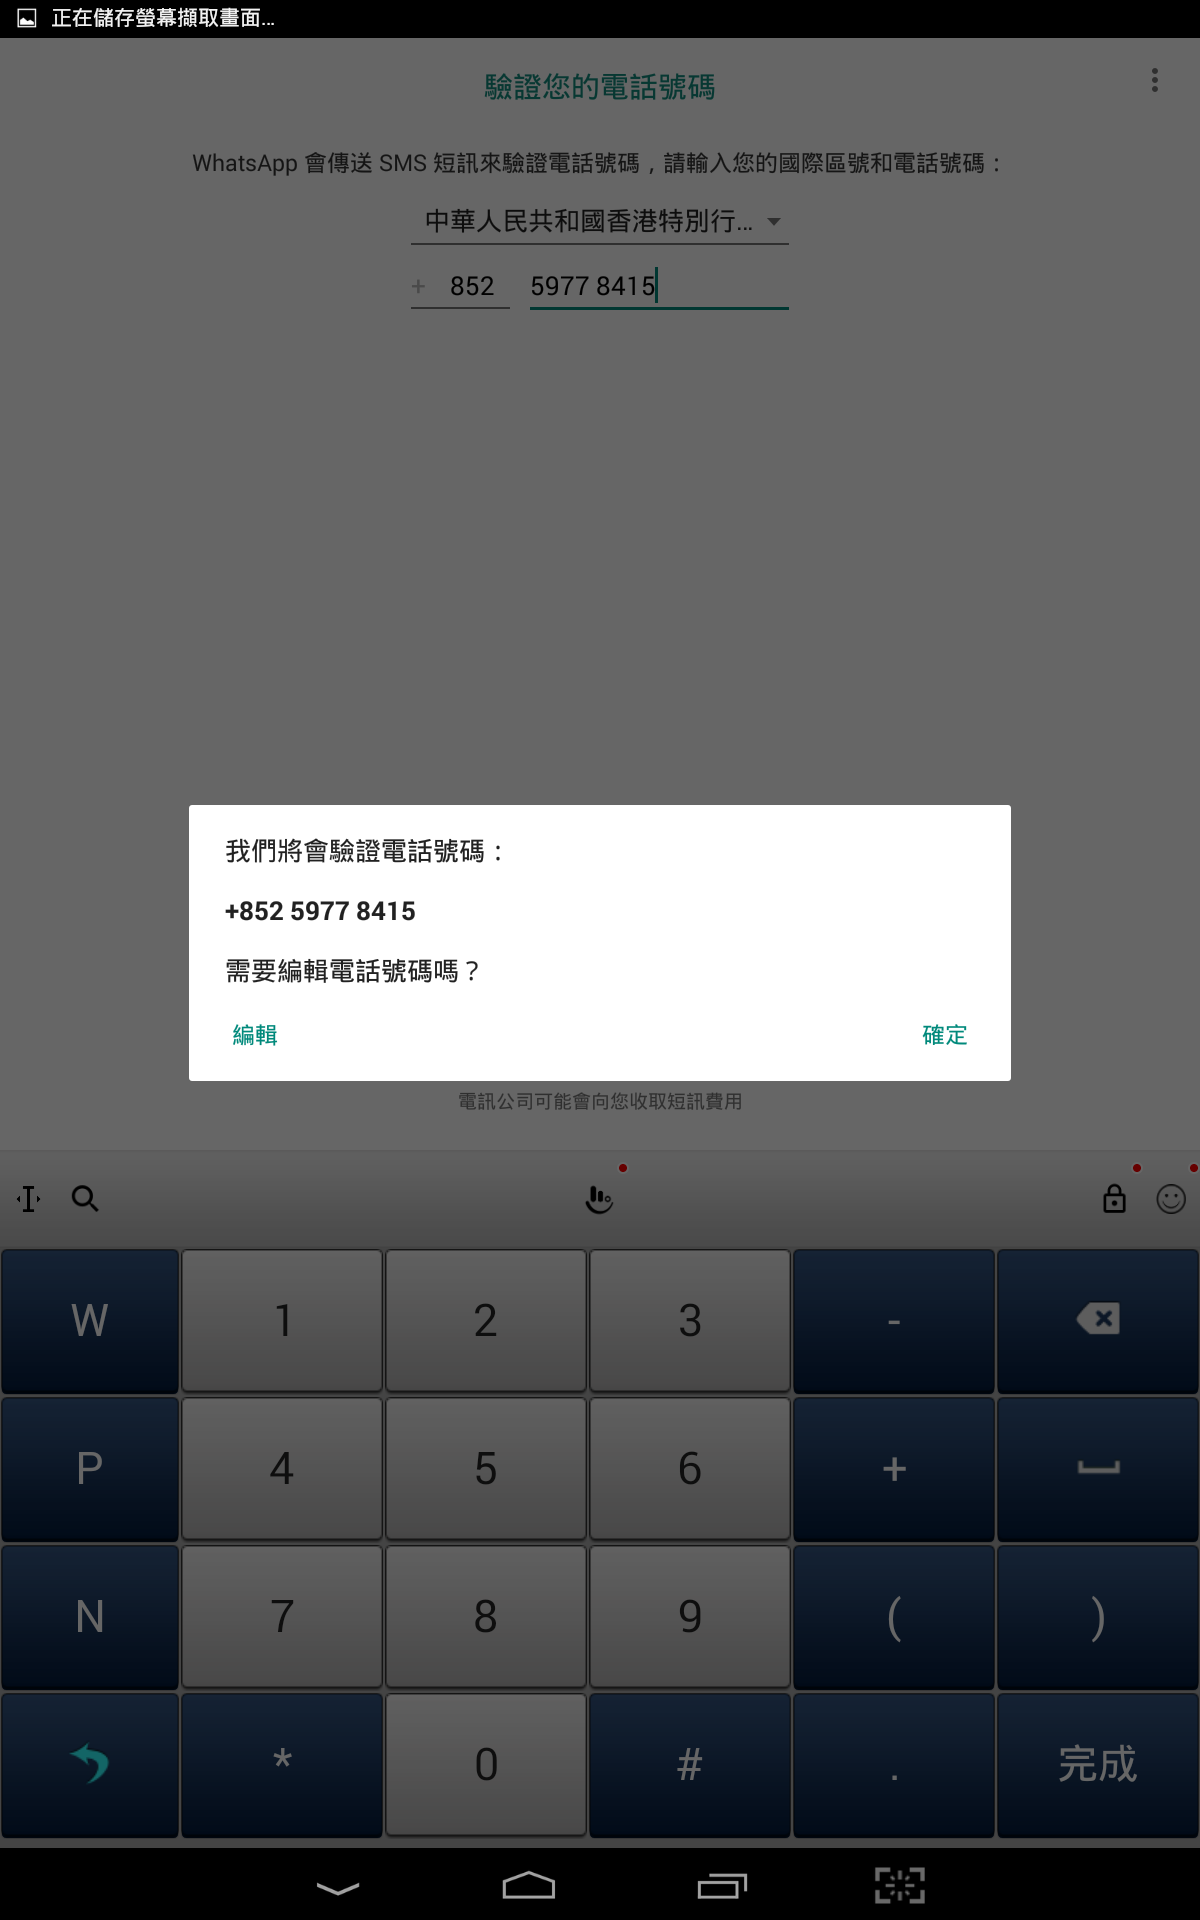 正在儲存螢幕擷取畫面...
驗證您的電話號碼
WhatsApp 會傳送 SMS 短訊來驗證電話號碼，請輸入您的國際區號和電話號碼：
中華人民共和國香港特別行...
+ 852 5977 8415
我們將會驗證電話號碼：
+852 5977 8415
需要編輯電話號碼嗎？
編輯 確定
電訊公司可能會向您收取短訊費用
W 1 2 3 -
P 4 5 6 +
N 7 8 9 ( )
* 0 # . 完成